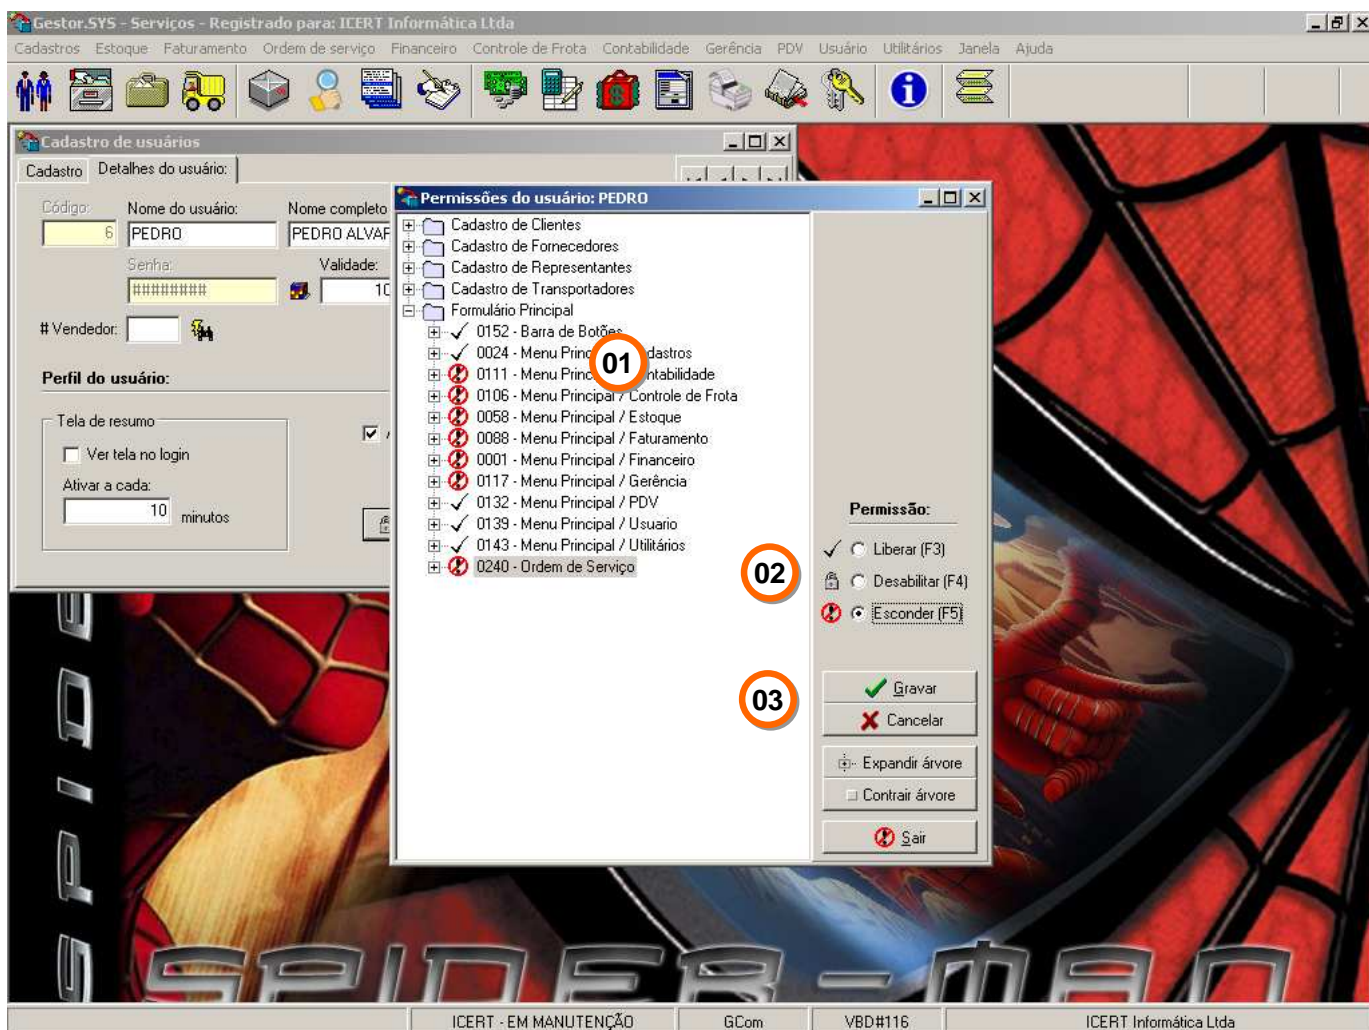 Gestor.SYS - Serviços - Registrado para: ICERT Informática Ltda
Cadastros Estoque Faturamento Ordem de serviço Financeiro Controle de Frota Contabilidade Gerência PDV Usuário Utilitários Janela Ajuda
Cadastro de usuários
Cadastro Detalhes do usuário:
Código: Nome do usuário: Nome completo
6 PEDRO PEDRO ALVAR
Senha: Validade:
######## 10
# Vendedor:
Perfil do usuário:
Tela de resumo
Ver tela no login
Ativar a cada:
10 minutos
Permissões do usuário: PEDRO
Cadastro de Clientes
Cadastro de Fornecedores
Cadastro de Representantes
Cadastro de Transportadores
Formulário Principal
0152 - Barra de Botões
0024 - Menu Princ dastros
0111 - Menu Princ ntabilidade
0106 - Menu Principal / Controle de Frota
0058 - Menu Principal / Estoque
0088 - Menu Principal / Faturamento
0001 - Menu Principal / Financeiro
0117 - Menu Principal / Gerência
0132 - Menu Principal / PDV
0139 - Menu Principal / Usuario
0143 - Menu Principal / Utilitários
0240 - Ordem de Serviço
01
Permissão:
Liberar (F3)
02
Desabilitar (F4)
Esconder (F5)
03
Gravar
Cancelar
Expandir árvore
Contrair árvore
Sair
SPIDER-MAN
ICERT - EM MANUTENÇÃO GCom VBD#116 ICERT Informática Ltda